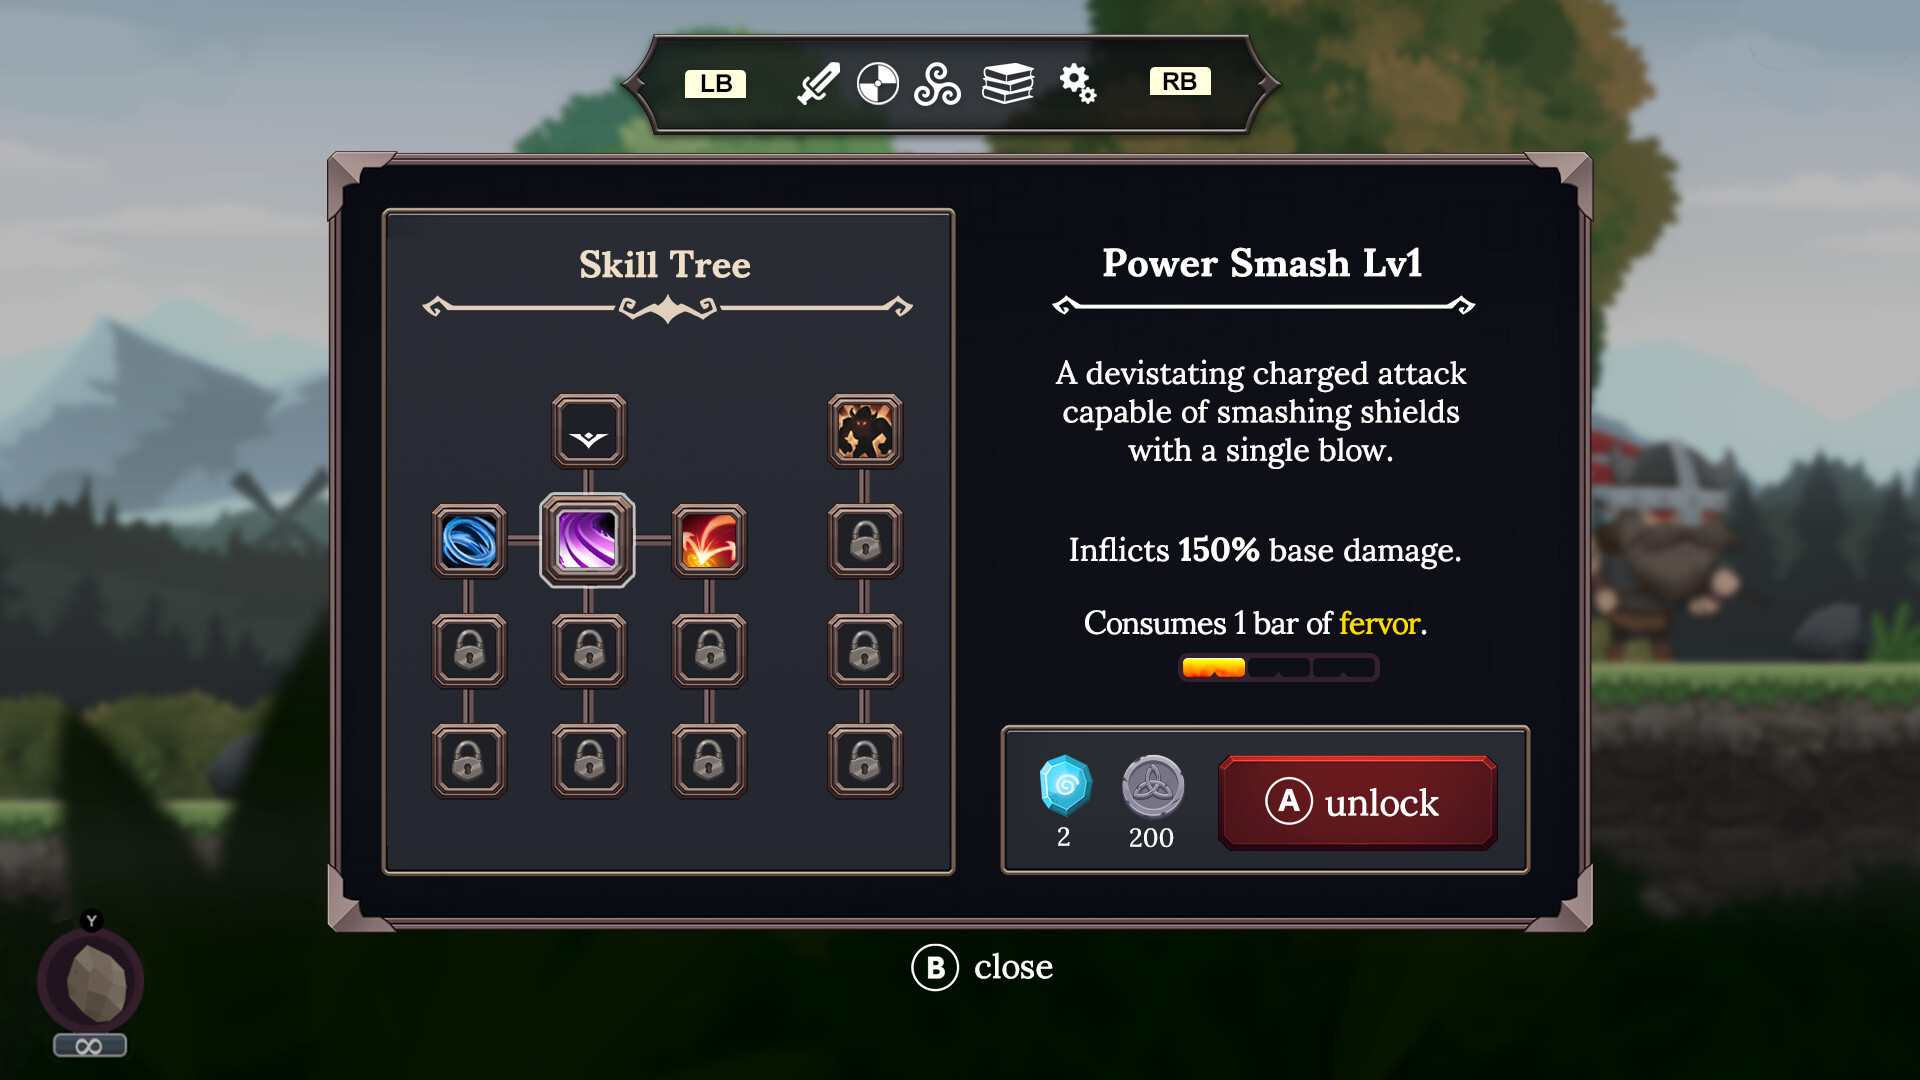 LB
RB
Skill Tree
Power Smash Lv1
A devistating charged attack
capable of smashing shields
with a single blow.
Inflicts 150% base damage.
Consumes 1 bar of fervor.
2
200
A unlock
Y
∞
B close